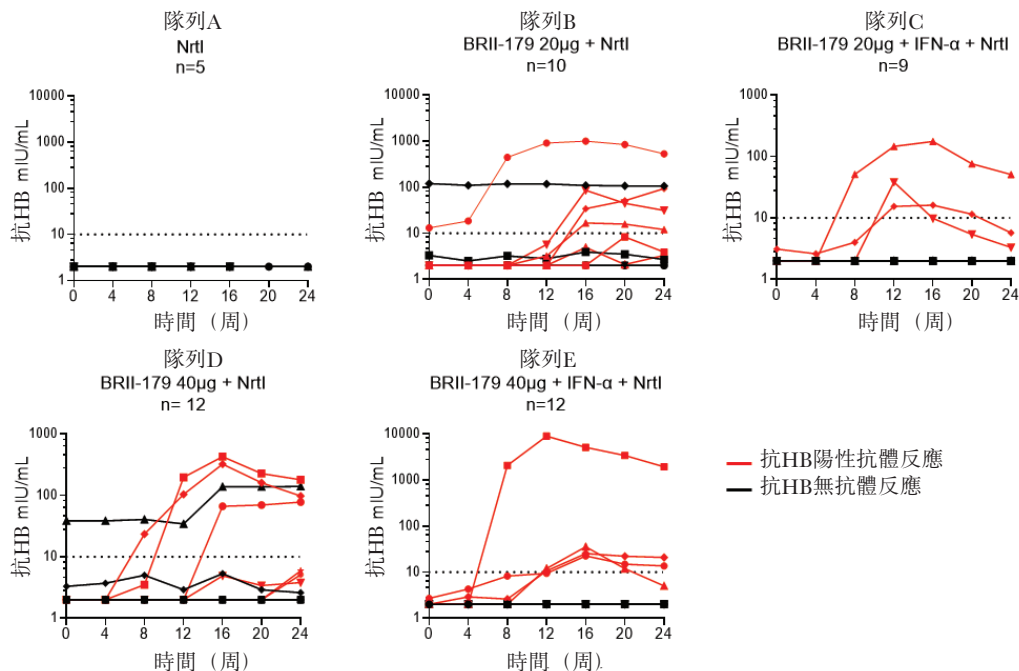 隊列A
NrtI
n=5
抗HB mIU/mL
10000
1000
100
10
1
0 4 8 12 16 20 24
時間（周）
隊列B
BRII-179 20µg + NrtI
n=10
抗HB mIU/mL
10000
1000
100
10
1
0 4 8 12 16 20 24
時間（周）
隊列C
BRII-179 20µg + IFN-α + NrtI
n=9
抗HB mIU/mL
1000
100
10
1
0 4 8 12 16 20 24
時間（周）
隊列D
BRII-179 40µg + NrtI
n= 12
抗HB mIU/mL
1000
100
10
1
0 4 8 12 16 20 24
時間（周）
隊列E
BRII-179 40µg + IFN-α + NrtI
n=12
抗HB mIU/mL
10000
1000
100
10
1
0 4 8 12 16 20 24
時間（周）
抗HB陽性抗體反應
抗HB無抗體反應